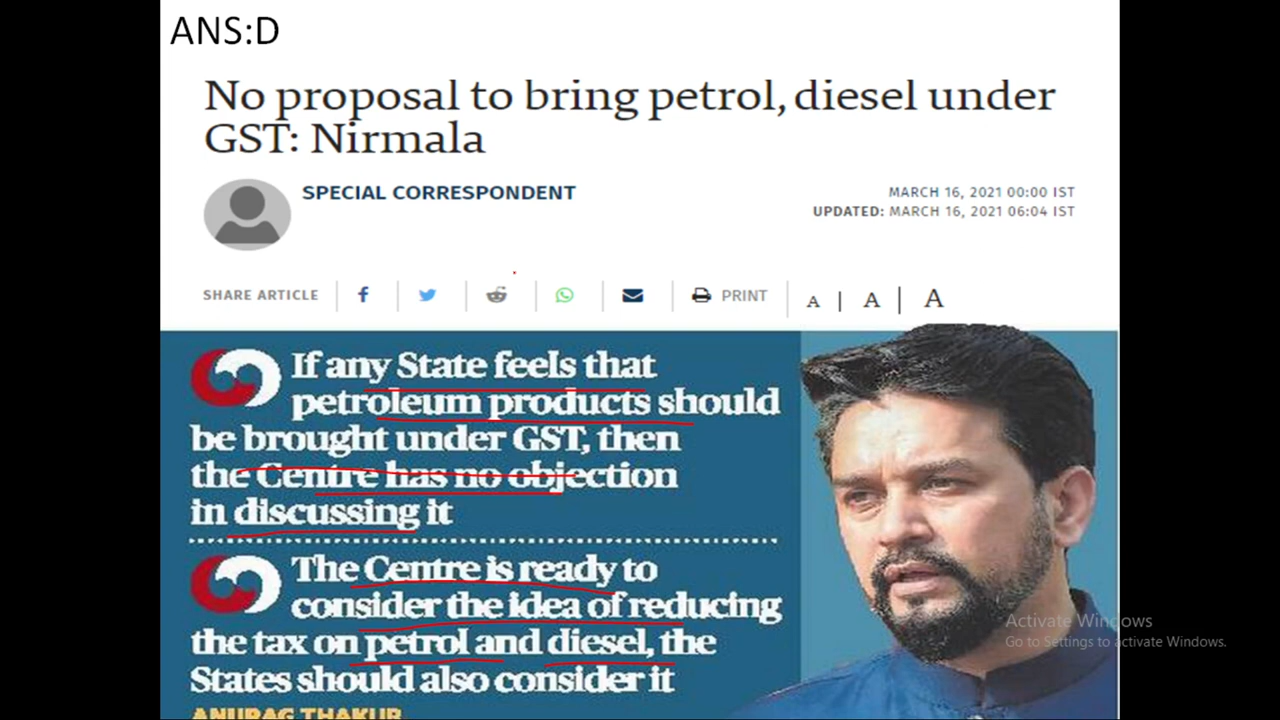 ANS:D
No proposal to bring petrol, diesel under
GST: Nirmala
SPECIAL CORRESPONDENT
MARCH 16, 2021 00:00 IST
UPDATED: MARCH 16, 2021 06:04 IST
SHARE ARTICLE
PRINT
A | A | A
If any State feels that
petroleum products should
be brought under GST, then
the Centre has no objection
in discussing it
The Centre is ready to
consider the idea of reducing
the tax on petrol and diesel, the
States should also consider it
ANURAG THAKUR
Activate Windows
Go to Settings to activate Windows.